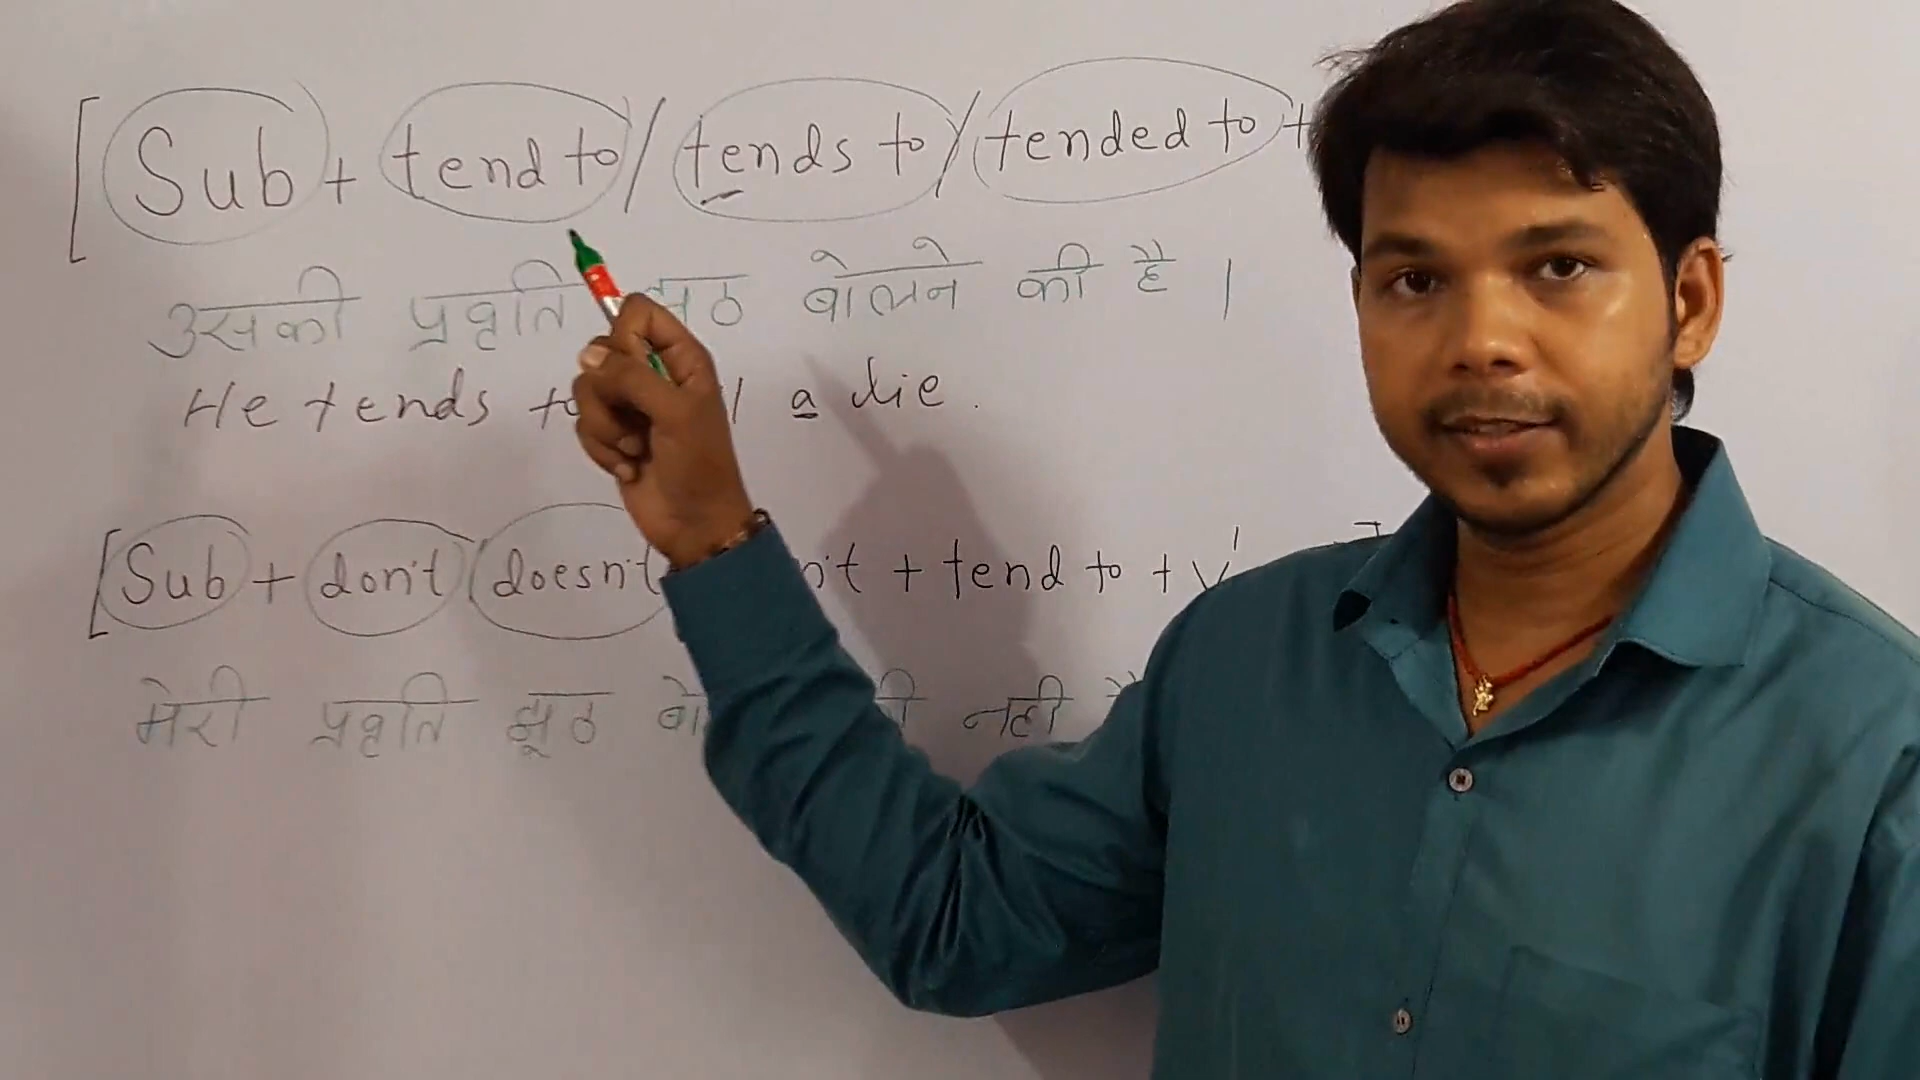 [ Sub + tend to / tends to / tended to +
उसकी प्रवृति झूठ बोलने की है ।
He tends to a lie.
[ Sub + don't / doesn't + tend to + v'
मेरी प्रवृति झूठ नही